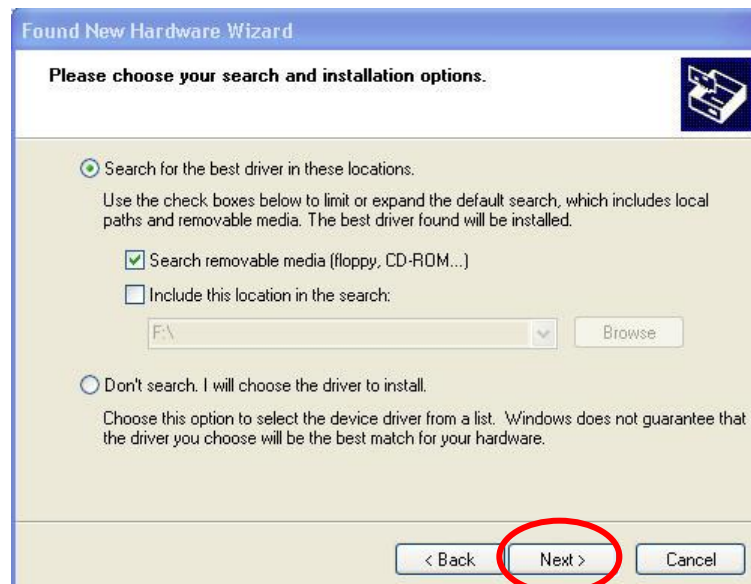 Found New Hardware Wizard
Please choose your search and installation options.
Search for the best driver in these locations.
Use the check boxes below to limit or expand the default search, which includes local
paths and removable media. The best driver found will be installed.
Search removable media (floppy, CD-ROM...)
Include this location in the search:
F:\
Browse
Don't search. I will choose the driver to install.
Choose this option to select the device driver from a list.  Windows does not guarantee that
the driver you choose will be the best match for your hardware.
< Back
Next >
Cancel